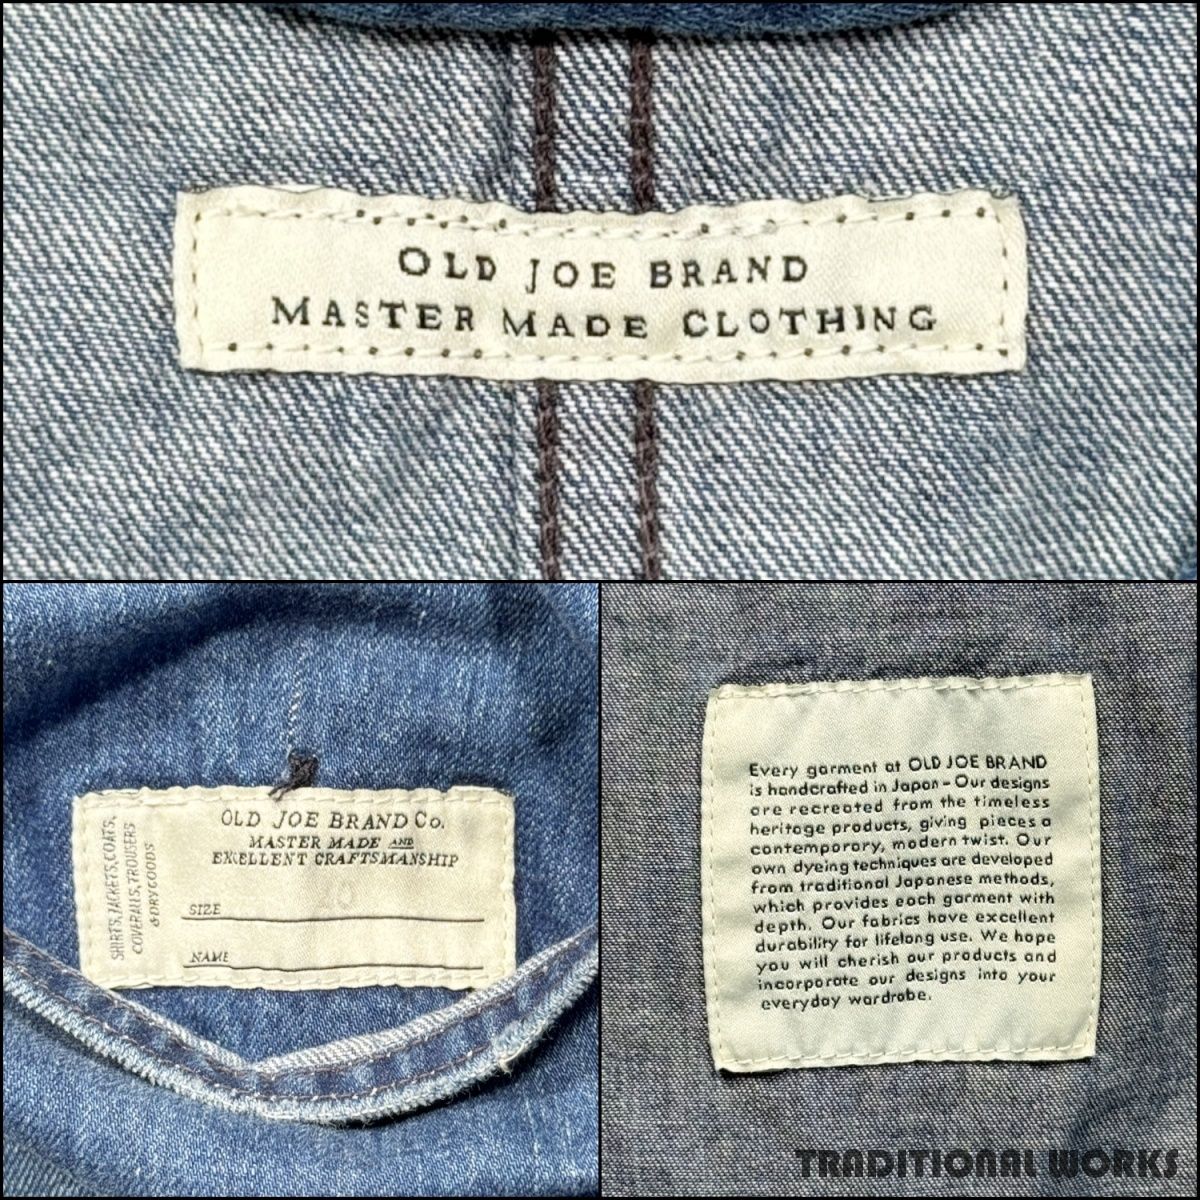 OLD JOE BRAND
MASTER MADE CLOTHING
OLD JOE BRAND CO.
MASTER MADE AND
EXCELLENT CRAFTSMANSHIP
SHIRTS, JACKETS, COATS,
COVERALLS, TROUSERS
& DRY GOODS
SIZE
NAME
Every garment at OLD JOE BRAND
is handcrafted in Japan - Our designs
are recreated from the timeless
heritage products, giving pieces a
contemporary, modern twist. Our
own dyeing techniques are developed
from traditional Japanese methods,
which provides each garment with
depth. Our fabrics have excellent
durability for lifelong use. We hope
you will cherish our products and
incorporate our designs into your
everyday wardrobe.
TRADITIONAL WORKS